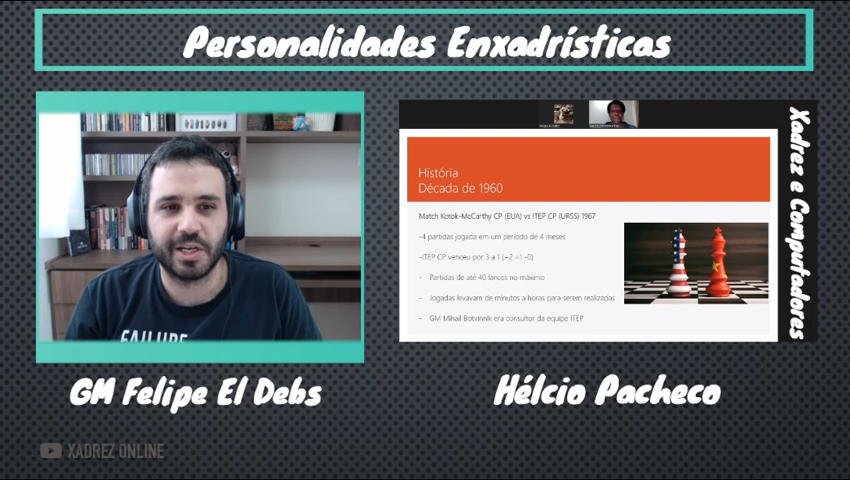 Personalidades Enxadrísticas
História
Década de 1960
Match Kotok-McCarthy CP (EUA) vs ITEP CP (URSS) 1967
-4 partidas jogada em um período de 4 meses
-ITEP CP venceu por 3 a 1 (+2 =1 -0)
- Partidas de até 40 lances no máximo
- Jogadas levavam de minutos a horas para serem realizadas
- GM Mihail Botvinnik era consultor da equipe ITEP
Xadrez e Computadores
FAILURE
GM Felipe El Debs
Hélcio Pacheco
XADREZ ONLINE